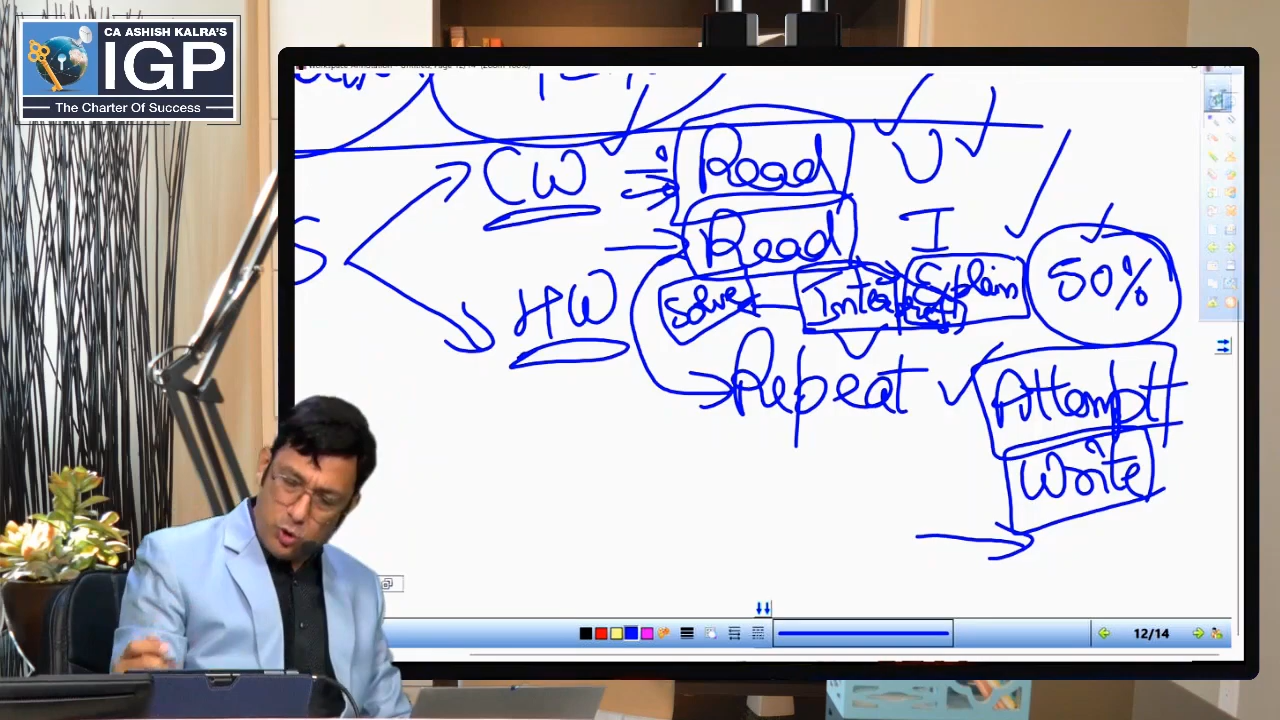 CA ASHISH KALRA'S
IGP
The Charter Of Success
CW Read U
Read I
S
HW Solve Explain 50%
Repeat Attempt
Write
12/14